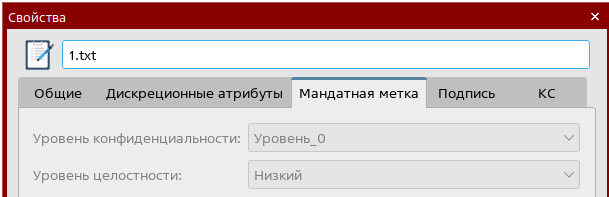 Свойства
1.txt
Общие Дискреционные атрибуты Мандатная метка Подпись КС
Уровень конфиденциальности: Уровень_0
Уровень целостности: Низкий